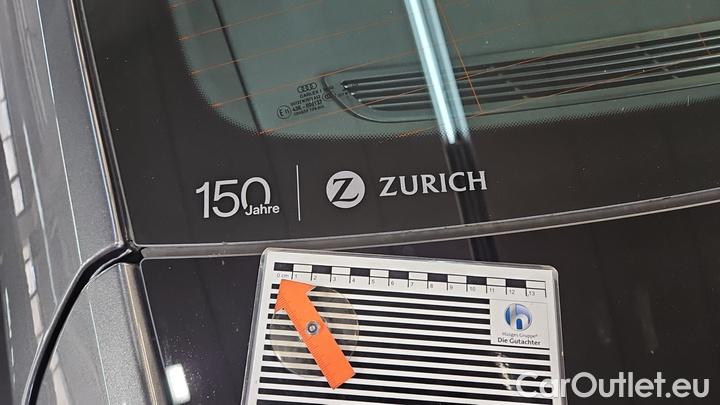 CARLEX
150
Jahre
Z
ZURICH
0 cm 1 2 3 4 5 6 7 8 9 10 11 12 13
h
Hüsges Gruppe®
Die Gutachter
CarOutlet.eu